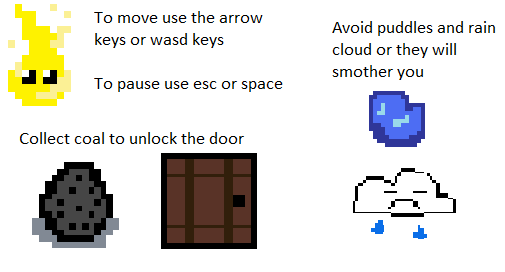 To move use the arrow
keys or wasd keys
To pause use esc or space
Avoid puddles and rain
cloud or they will
smother you
Collect coal to unlock the door